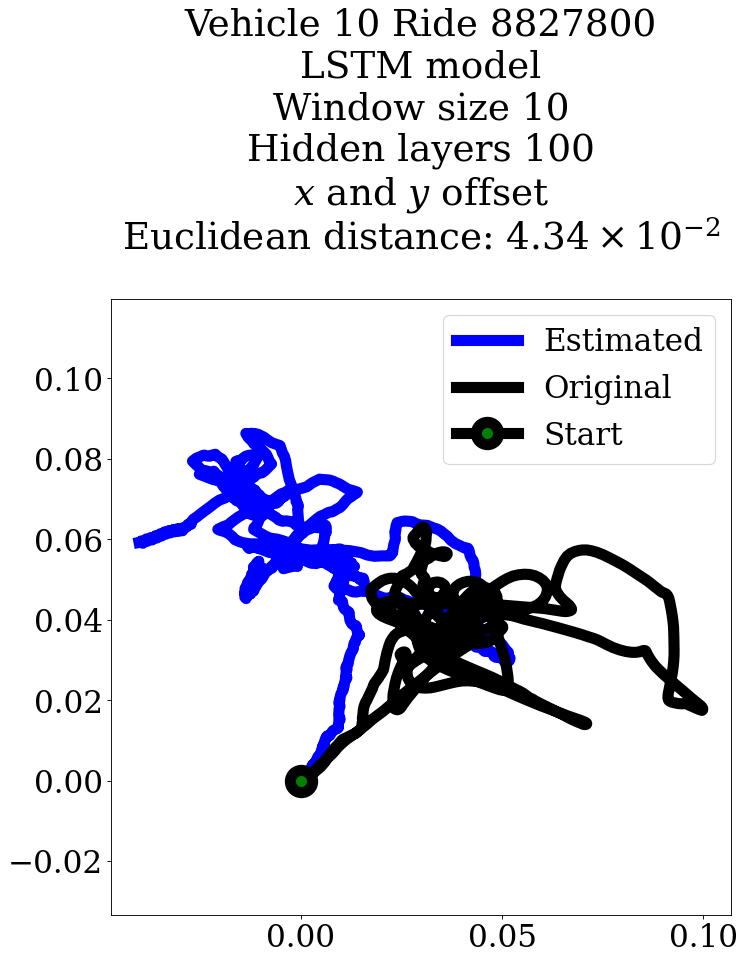 Vehicle 10 Ride 8827800
LSTM model
Window size 10
Hidden layers 100
x and y offset
Euclidean distance: 4.34 × 10⁻²
Estimated
Original
Start
0.10
0.08
0.06
0.04
0.02
0.00
−0.02
0.00 0.05 0.10